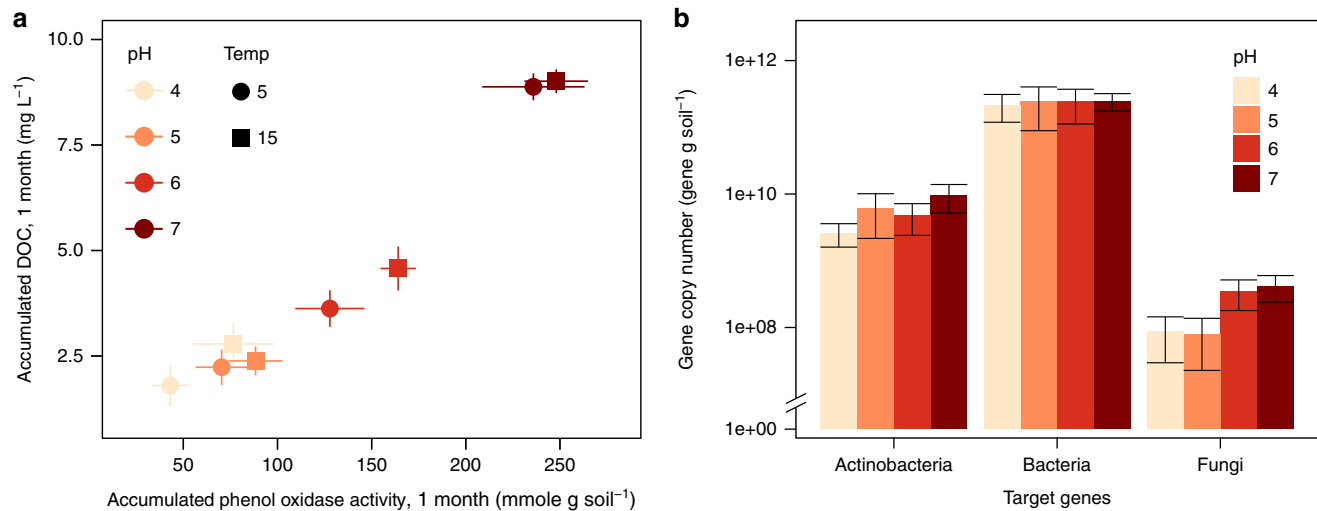 a
10.0
7.5
5.0
2.5
Accumulated DOC, 1 month (mg L⁻¹)
pH
4
5
6
7
Temp
5
15
50
100
150
200
250
Accumulated phenol oxidase activity, 1 month (mmole g soil⁻¹)
b
1e+12
1e+10
1e+08
1e+00
Gene copy number (gene g soil⁻¹)
pH
4
5
6
7
Actinobacteria
Bacteria
Fungi
Target genes